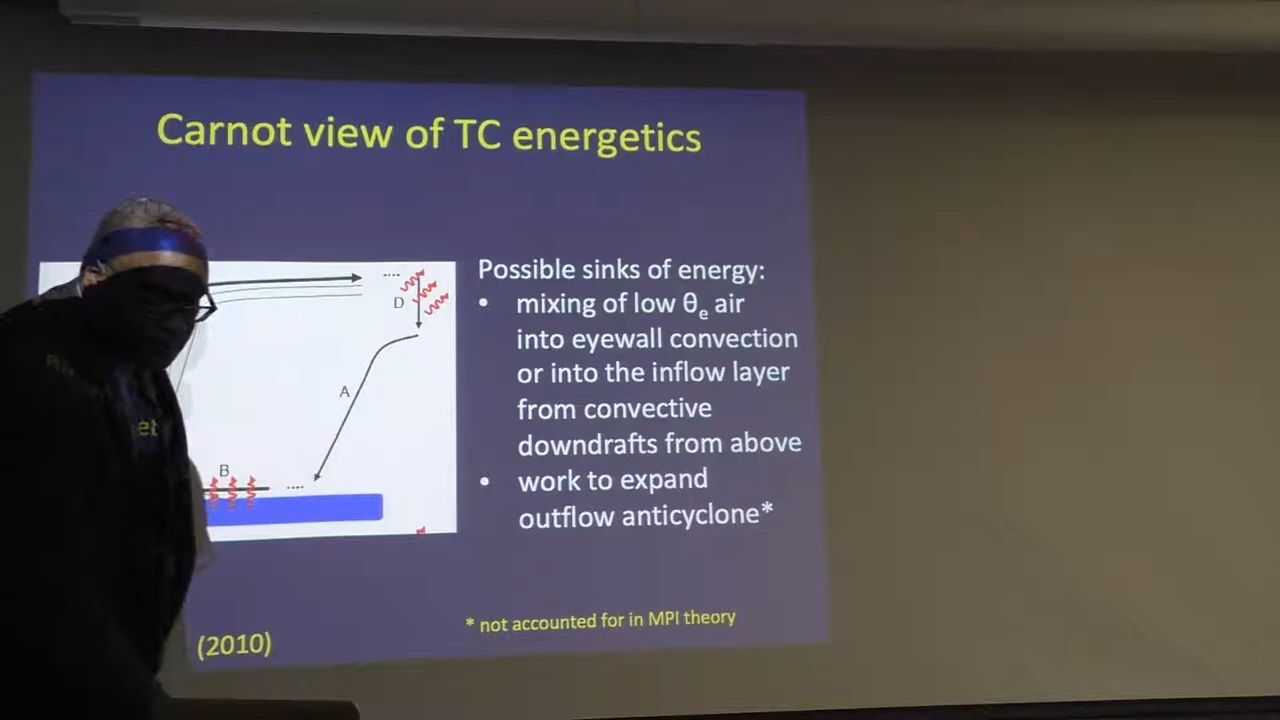 Carnot view of TC energetics
D
A
B
Possible sinks of energy:
• mixing of low θe air
into eyewall convection
or into the inflow layer
from convective
downdrafts from above
• work to expand
outflow anticyclone*
* not accounted for in MPI theory
(2010)